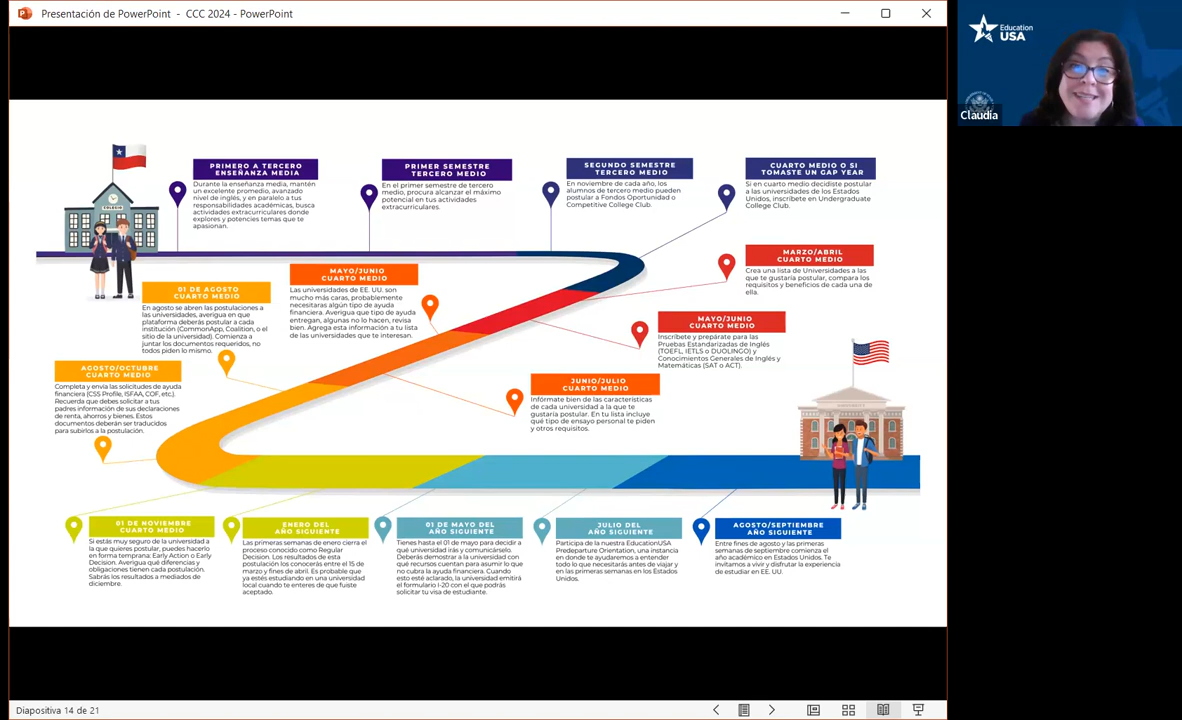 Presentación de PowerPoint - CCC 2024 - PowerPoint
Education
USA
Claudia
PRIMERO A TERCERO
ENSEÑANZA MEDIA
Durante la enseñanza media, mantén
un excelente promedio, avanzado
nivel de inglés, y en paralelo a tus
responsabilidades académicas, busca
actividades extracurriculares donde
explores y potencies temas que te
apasionan.
PRIMER SEMESTRE
TERCERO MEDIO
En el primer semestre de tercero
medio, procura alcanzar el máximo
potencial en tus actividades
extracurriculares.
SEGUNDO SEMESTRE
TERCERO MEDIO
En noviembre de cada año, los
alumnos de tercero medio pueden
postular a Fondos Oportunidad o
Competitive College Club.
CUARTO MEDIO O SI
TOMASTE UN GAP YEAR
Si en cuarto medio decidiste postular
a las universidades de los Estados
Unidos, inscríbete en Undergraduate
College Club.
COLEGIO
MARZO/ABRIL
CUARTO MEDIO
Crea una lista de Universidades a las
que te gustaría postular, compara los
requisitos y beneficios de cada una de
ella.
MAYO/JUNIO
CUARTO MEDIO
Las universidades de EE. UU. son
mucho más caras, probablemente
necesitaras algún tipo de ayuda
financiera. Averigua que tipo de ayuda
entregan, algunas no lo hacen, revisa
bien. Agrega esta información a tu lista
de las universidades que te interesan.
01 DE AGOSTO
CUARTO MEDIO
En agosto se abren las postulaciones a
las universidades, averigua en que
plataforma deberás postular a cada
institución (CommonApp, Coalition, o el
sitio de la universidad). Comienza a
juntar los documentos requeridos, no
todos piden lo mismo.
MAYO/JUNIO
CUARTO MEDIO
Inscríbete y prepárate para las
Pruebas Estandarizadas de Inglés
(TOEFL, IETLS o DUOLINGO) y
Conocimientos Generales de Inglés y
Matemáticas (SAT o ACT).
AGOSTO/OCTUBRE
CUARTO MEDIO
Completa y envía las solicitudes de ayuda
financiera (CSS Profile, ISFAA, COF, etc.).
Recuerda que debes solicitar a tus
padres información de sus declaraciones
de renta, ahorros y bienes. Estos
documentos deberán ser traducidos
para subirlos a la postulación.
JUNIO/JULIO
CUARTO MEDIO
Infórmate bien de las características
de cada universidad a la que te
gustaría postular. En tu lista incluye
qué tipo de ensayo personal te piden
y otros requisitos.
01 DE NOVIEMBRE
CUARTO MEDIO
Si estás muy seguro de la universidad a
la que quieres postular, puedes hacerlo
en forma temprana: Early Action o Early
Decision. Averigua qué diferencias y
obligaciones tienen cada postulación.
Sabrás los resultados a mediados de
diciembre.
ENERO DEL
AÑO SIGUIENTE
Las primeras semanas de enero cierra el
proceso conocido como Regular
Decision. Los resultados de esta
postulación los conocerás entre el 15 de
marzo y fines de abril. Es probable que
ya estés estudiando en una universidad
local cuando te enteres de que fuiste
aceptado.
01 DE MAYO DEL
AÑO SIGUIENTE
Tienes hasta el 01 de mayo para decidir a
qué universidad irás y comunicárselo.
Deberás demostrar a la universidad con
qué recursos cuentan para asumir lo que
no cubra la ayuda financiera. Cuando
esto esté aclarado, la universidad emitirá
el formulario I-20 con el que podrás
solicitar tu visa de estudiante.
JULIO DEL
AÑO SIGUIENTE
Participa de la nuestra EducationUSA
Predeparture Orientation, una instancia
en donde te ayudaremos a entender
todo lo que necesitarás antes de viajar y
en las primeras semanas en los Estados
Unidos.
AGOSTO/SEPTIEMBRE
AÑO SIGUIENTE
Entre fines de agosto y las primeras
semanas de septiembre comienza el
año académico en Estados Unidos. Te
invitamos a vivir y disfrutar la experiencia
de estudiar en EE. UU.
Diapositiva 14 de 21